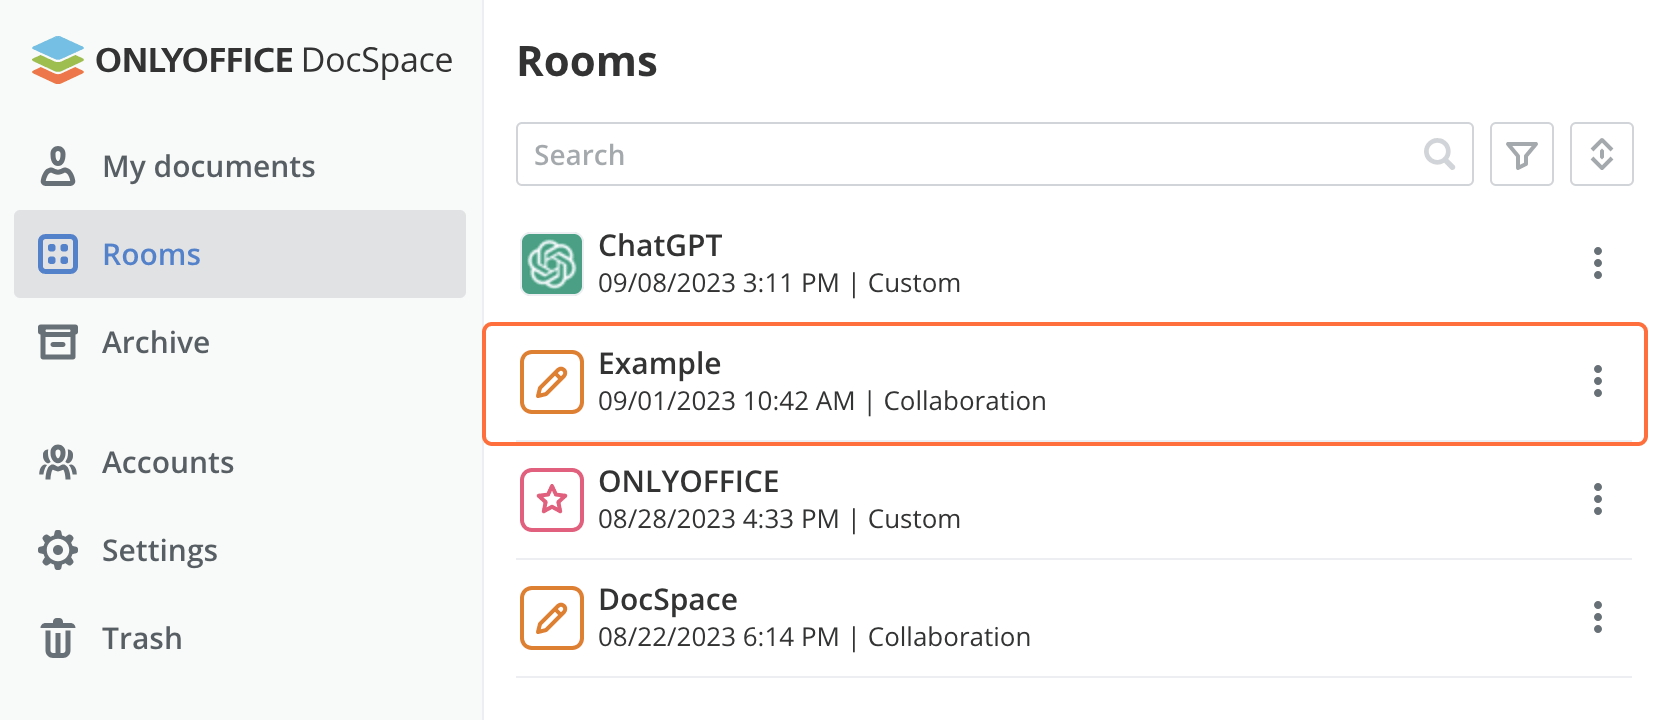 ONLYOFFICE DocSpace
My documents
Rooms
Archive
Accounts
Settings
Trash
Rooms
Search
ChatGPT
09/08/2023 3:11 PM | Custom
Example
09/01/2023 10:42 AM | Collaboration
ONLYOFFICE
08/28/2023 4:33 PM | Custom
DocSpace
08/22/2023 6:14 PM | Collaboration